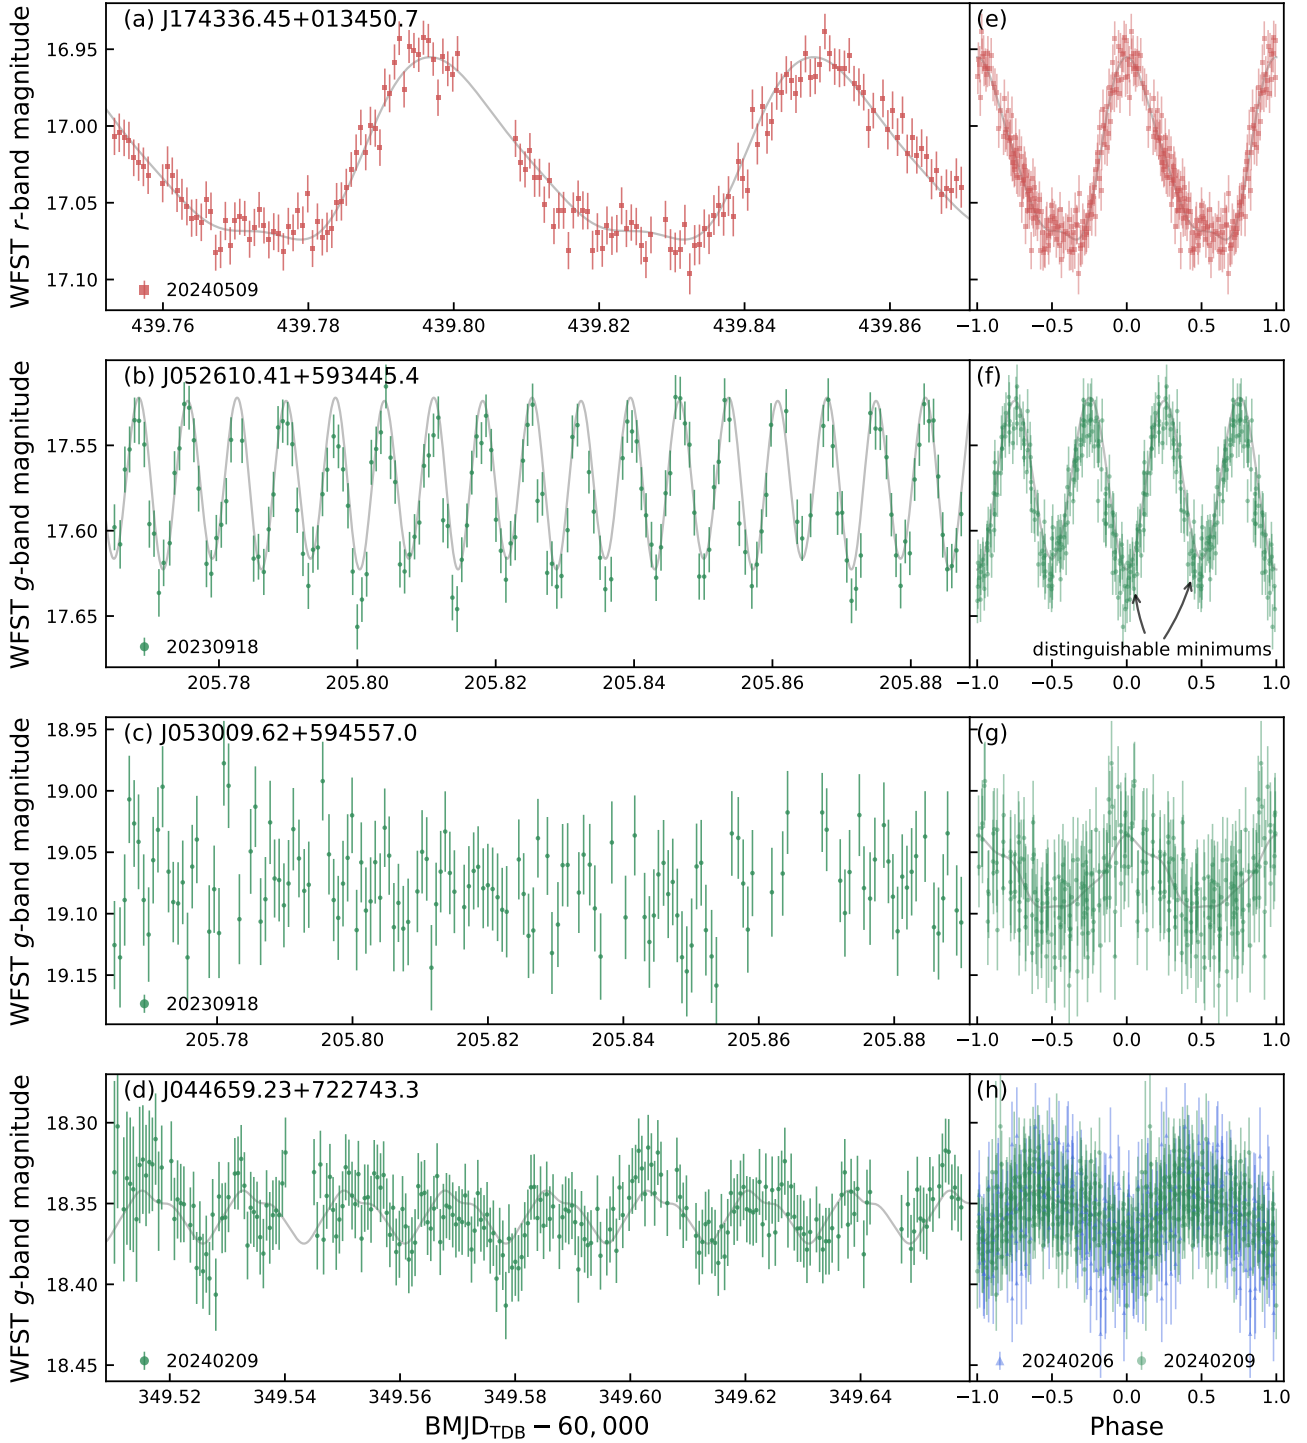 (a) J174336.45+013450.7
(e)
WFST r-band magnitude
16.95
17.00
17.05
17.10
20240509
439.76 439.78 439.80 439.82 439.84 439.86
−1.0 −0.5 0.0 0.5 1.0
(b) J052610.41+593445.4
(f)
WFST g-band magnitude
17.55
17.60
17.65
20230918
distinguishable minimums
205.78 205.80 205.82 205.84 205.86 205.88
−1.0 −0.5 0.0 0.5 1.0
(c) J053009.62+594557.0
(g)
WFST g-band magnitude
18.95
19.00
19.05
19.10
19.15
20230918
205.78 205.80 205.82 205.84 205.86 205.88
−1.0 −0.5 0.0 0.5 1.0
(d) J044659.23+722743.3
(h)
WFST g-band magnitude
18.30
18.35
18.40
18.45
20240209
20240206 20240209
349.52 349.54 349.56 349.58 349.60 349.62 349.64
−1.0 −0.5 0.0 0.5 1.0
BMJD_TDB − 60,000
Phase